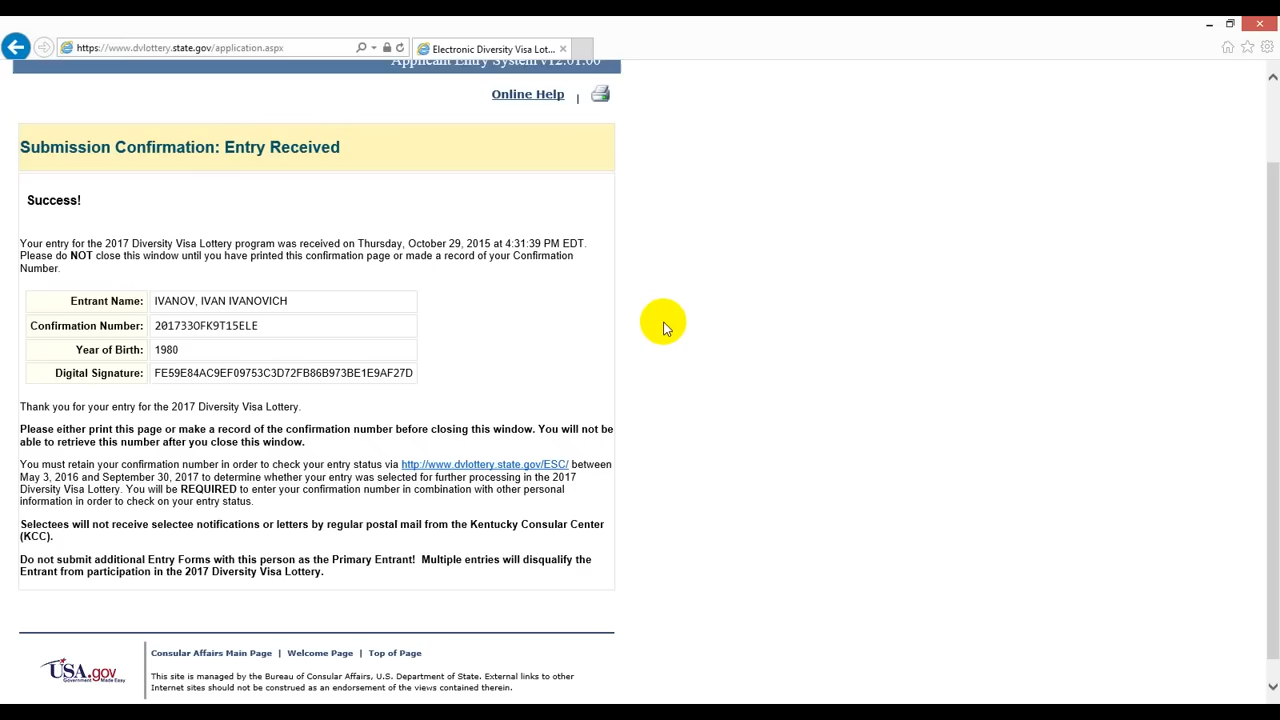 https://www.dvlottery.state.gov/application.aspx
Electronic Diversity Visa Lot...
Applicant Entry System v12.01.00
Online Help |
Submission Confirmation: Entry Received
Success!
Your entry for the 2017 Diversity Visa Lottery program was received on Thursday, October 29, 2015 at 4:31:39 PM EDT.
Please do NOT close this window until you have printed this confirmation page or made a record of your Confirmation
Number.
Entrant Name: IVANOV, IVAN IVANOVICH
Confirmation Number: 201733OFK9T15ELE
Year of Birth: 1980
Digital Signature: FE59E84AC9EF09753C3D72FB86B973BE1E9AF27D
Thank you for your entry for the 2017 Diversity Visa Lottery.
Please either print this page or make a record of the confirmation number before closing this window. You will not be
able to retrieve this number after you close this window.
You must retain your confirmation number in order to check your entry status via http://www.dvlottery.state.gov/ESC/ between
May 3, 2016 and September 30, 2017 to determine whether your entry was selected for further processing in the 2017
Diversity Visa Lottery. You will be REQUIRED to enter your confirmation number in combination with other personal
information in order to check on your entry status.
Selectees will not receive selectee notifications or letters by regular postal mail from the Kentucky Consular Center
(KCC).
Do not submit additional Entry Forms with this person as the Primary Entrant! Multiple entries will disqualify the
Entrant from participation in the 2017 Diversity Visa Lottery.
USA.gov
Government Made Easy
Consular Affairs Main Page | Welcome Page | Top of Page
This site is managed by the Bureau of Consular Affairs, U.S. Department of State. External links to other
Internet sites should not be construed as an endorsement of the views contained therein.